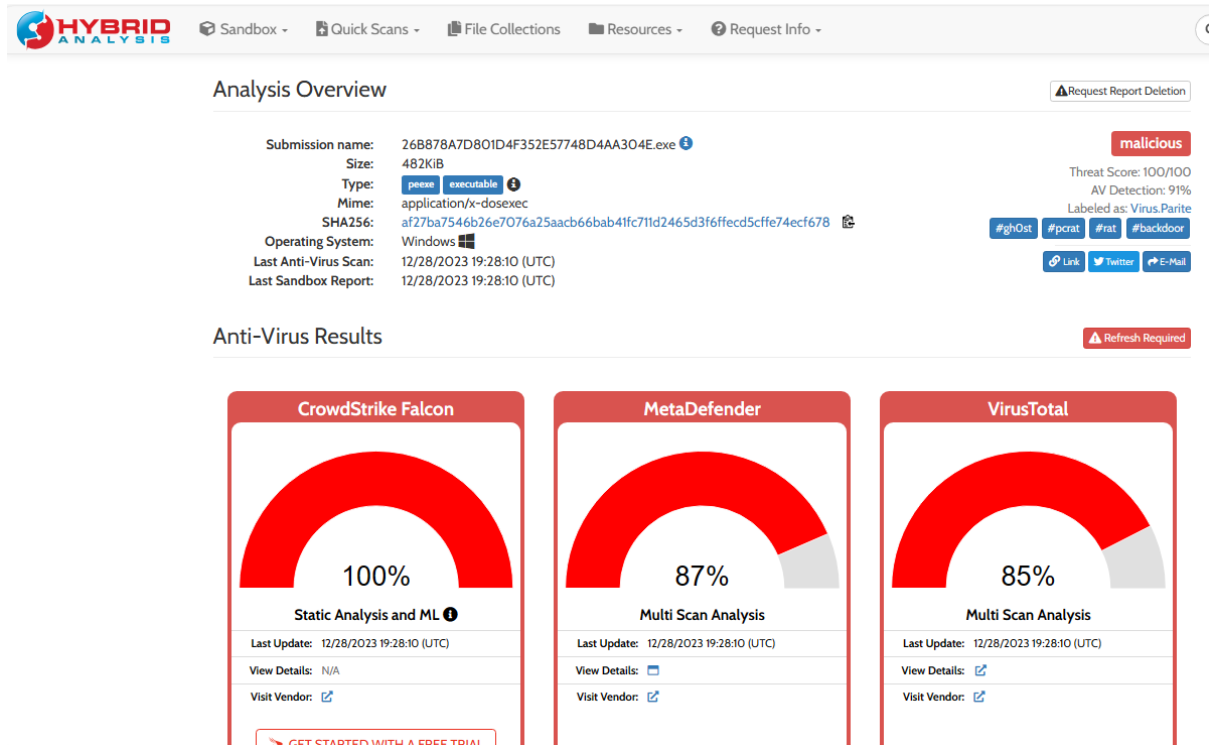 HYBRID
ANALYSIS
Sandbox
Quick Scans
File Collections
Resources
Request Info
Analysis Overview
Request Report Deletion
Submission name: 26B878A7D801D4F352E57748D4AA304E.exe
malicious
Size: 482KiB
Threat Score: 100/100
Type: peexe executable
AV Detection: 91%
Mime: application/x-dosexec
Labeled as: Virus.Parite
SHA256: af27ba7546b26e7076a25aacb66bab41fc711d2465d3f6ffecd5cffe74ecf678
#gh0st #pcrat #rat #backdoor
Operating System: Windows
Last Anti-Virus Scan: 12/28/2023 19:28:10 (UTC)
Link Twitter E-Mail
Last Sandbox Report: 12/28/2023 19:28:10 (UTC)
Anti-Virus Results
Refresh Required
CrowdStrike Falcon
100%
Static Analysis and ML
Last Update: 12/28/2023 19:28:10 (UTC)
View Details: N/A
Visit Vendor:
GET STARTED WITH A FREE TRIAL
MetaDefender
87%
Multi Scan Analysis
Last Update: 12/28/2023 19:28:10 (UTC)
View Details:
Visit Vendor:
VirusTotal
85%
Multi Scan Analysis
Last Update: 12/28/2023 19:28:10 (UTC)
View Details:
Visit Vendor: